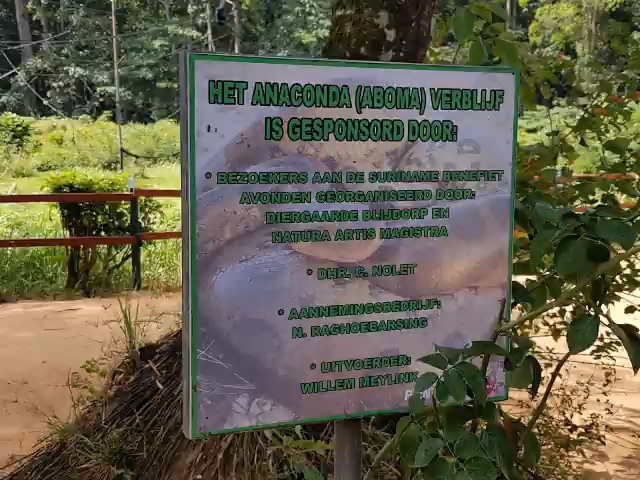 HET ANACONDA (ABOMA) VERBLIJF
IS GESPONSORD DOOR:
* BEZOEKERS AAN DE SURINAME BENEFIET
AVONDEN GEORGANISEERD DOOR:
DIERGAARDE BLIJDORP EN
NATURA ARTIS MAGISTRA
* DHR. C. NOLET
* AANNEMINGSBEDRIJF:
N. RAGHOEBARSING
* UITVOERDER:
WILLEM MEYLINK